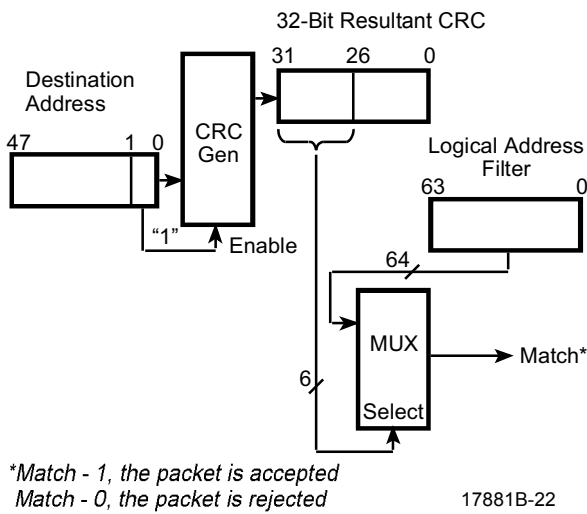 32-Bit Resultant CRC
31 26 0
Destination
Address
47 1 0
CRC
Gen
Logical Address
Filter
63 0
"1"
Enable
64
MUX
Match*
6
Select
*Match - 1, the packet is accepted
Match - 0, the packet is rejected
17881B-22